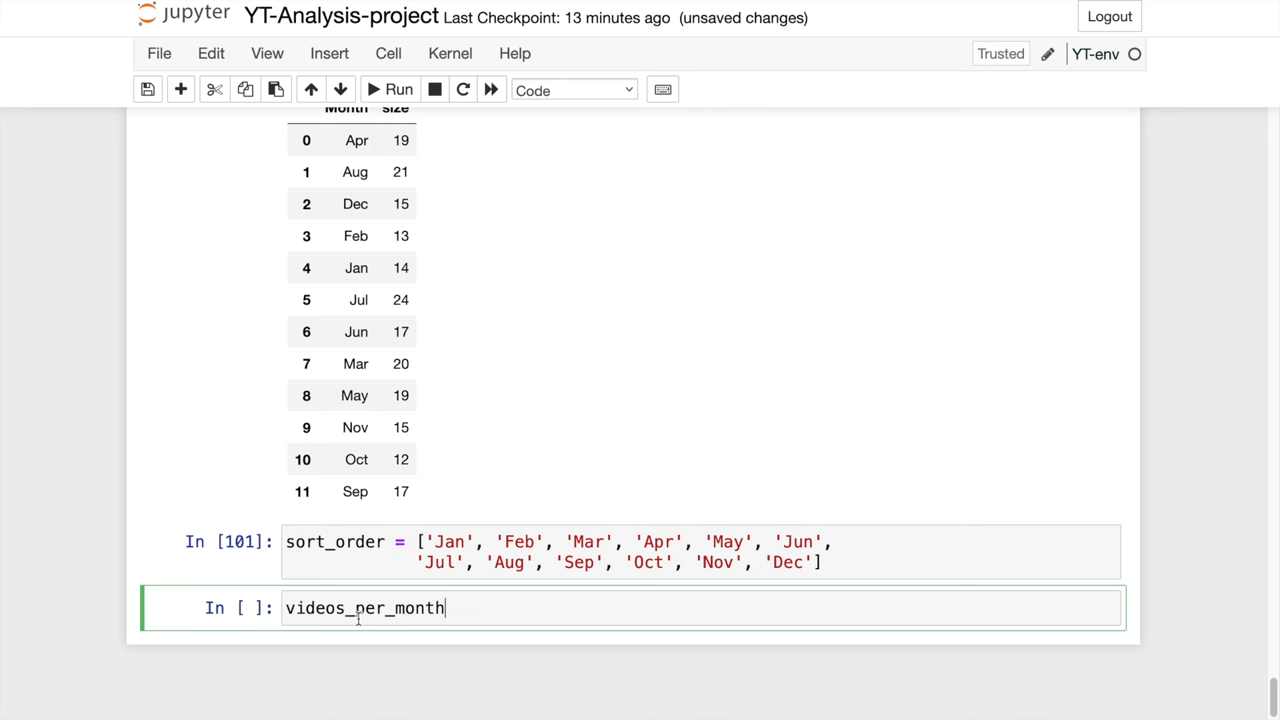 jupyter YT-Analysis-project Last Checkpoint: 13 minutes ago (unsaved changes) Logout
File Edit View Insert Cell Kernel Help Trusted YT-env
Run Code
Month size
0 Apr 19
1 Aug 21
2 Dec 15
3 Feb 13
4 Jan 14
5 Jul 24
6 Jun 17
7 Mar 20
8 May 19
9 Nov 15
10 Oct 12
11 Sep 17
In [101]: sort_order = ['Jan', 'Feb', 'Mar', 'Apr', 'May', 'Jun',
'Jul', 'Aug', 'Sep', 'Oct', 'Nov', 'Dec']
In [ ]: videos_per_month